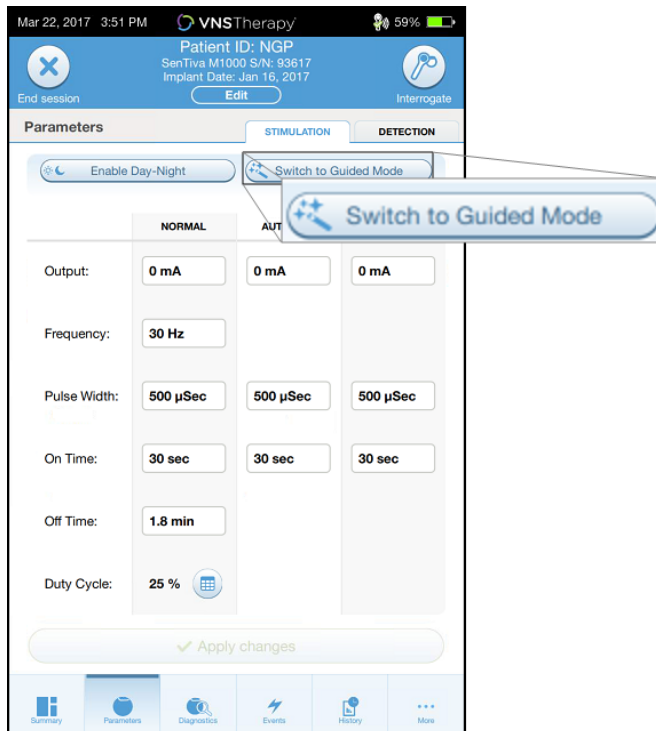 Mar 22, 2017 3:51 PM VNSTherapy 59%
Patient ID: NGP
SenTiva M1000 S/N: 93617
Implant Date: Jan 16, 2017
Edit
End session
Interrogate
Parameters
STIMULATION
DETECTION
Enable Day-Night
Switch to Guided Mode
Switch to Guided Mode
NORMAL
Output: 0 mA 0 mA 0 mA
Frequency: 30 Hz
Pulse Width: 500 µSec 500 µSec 500 µSec
On Time: 30 sec 30 sec 30 sec
Off Time: 1.8 min
Duty Cycle: 25 %
Apply changes
Summary Parameters Diagnostics Events History More